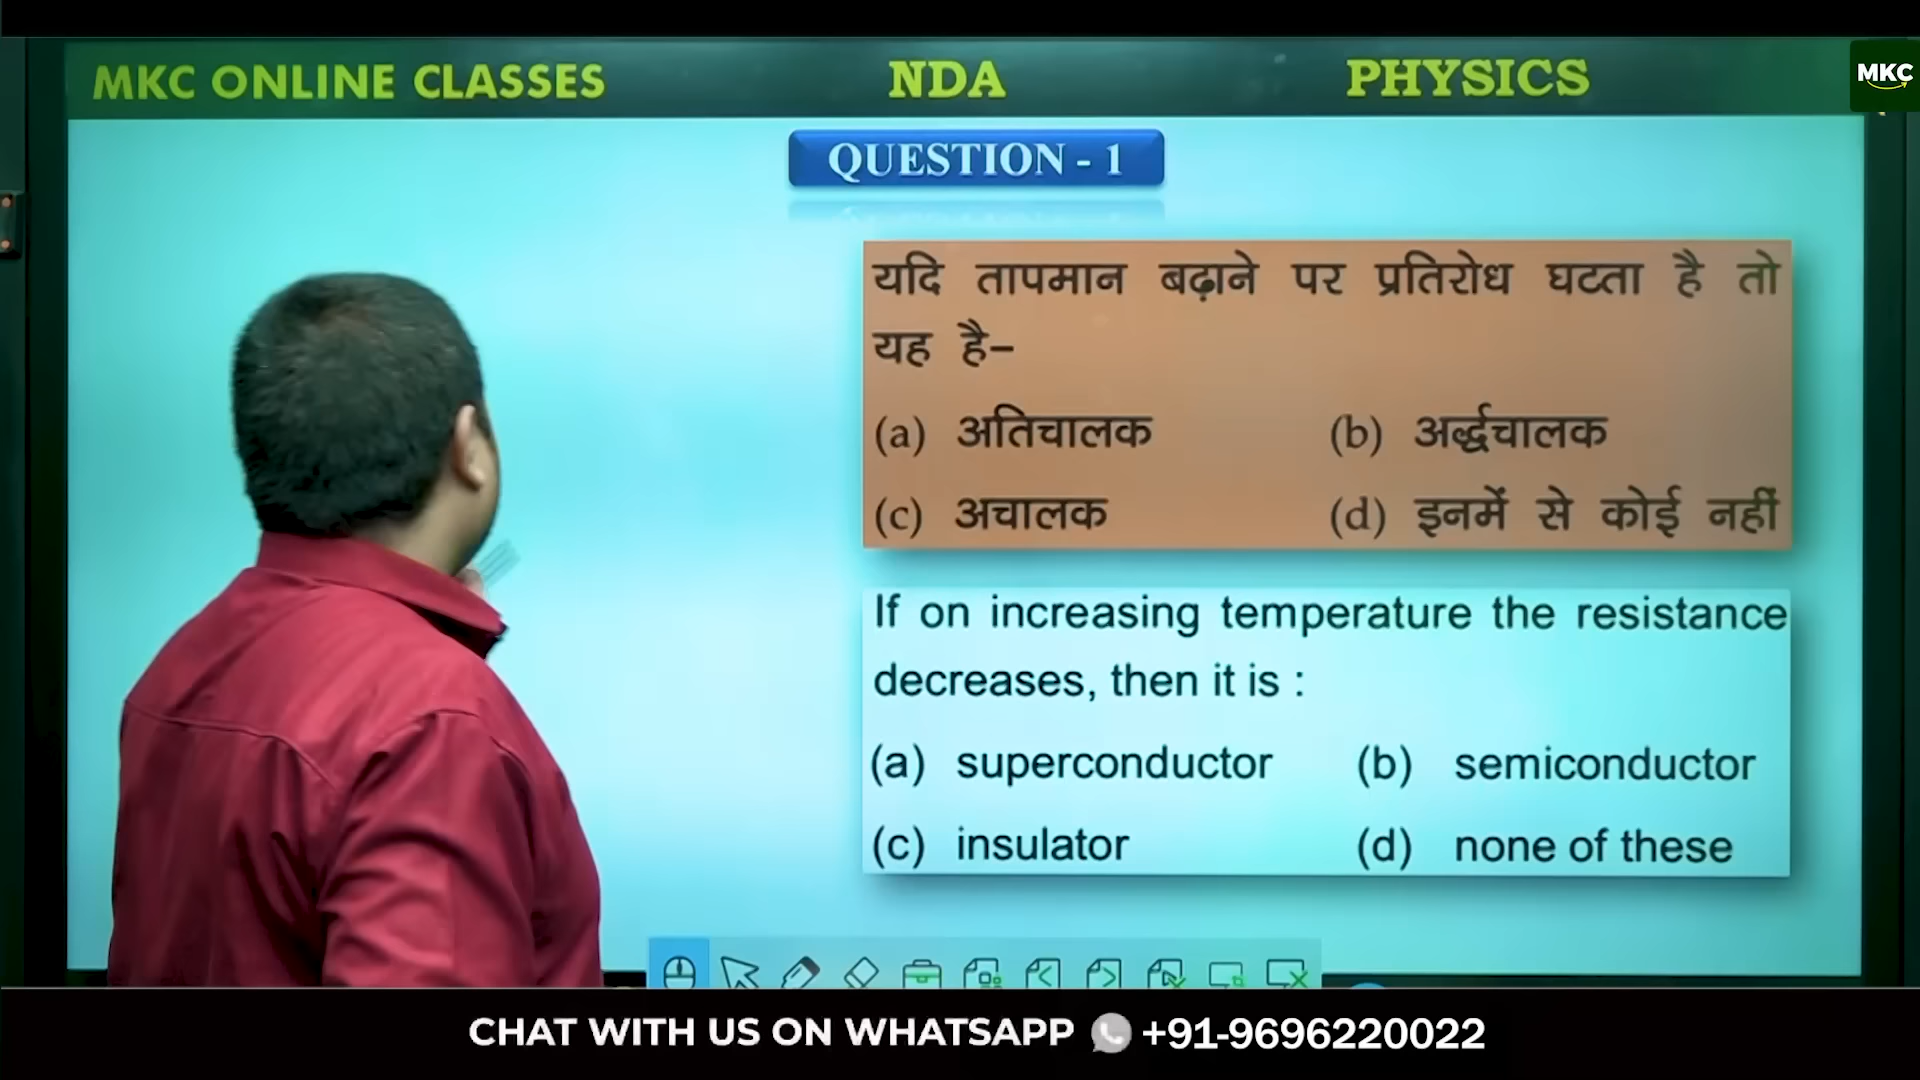 MKC ONLINE CLASSES NDA PHYSICS
MKC
QUESTION - 1
यदि तापमान बढ़ाने पर प्रतिरोध घटता है तो
यह है–
(a) अतिचालक (b) अर्द्धचालक
(c) अचालक (d) इनमें से कोई नहीं
If on increasing temperature the resistance
decreases, then it is :
(a) superconductor (b) semiconductor
(c) insulator (d) none of these
CHAT WITH US ON WHATSAPP +91-9696220022